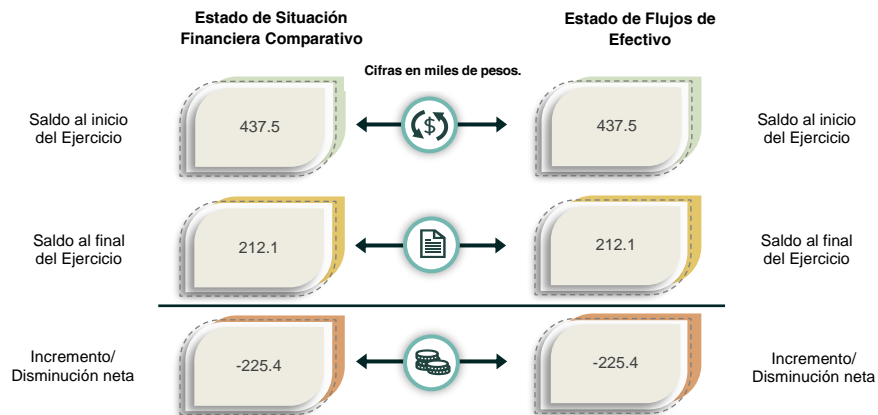 Estado de Situación
Financiera Comparativo
Estado de Flujos de
Efectivo
Cifras en miles de pesos.
Saldo al inicio
del Ejercicio
437.5
$
437.5
Saldo al inicio
del Ejercicio
Saldo al final
del Ejercicio
212.1
212.1
Saldo al final
del Ejercicio
Incremento/
Disminución neta
-225.4
-225.4
Incremento/
Disminución neta